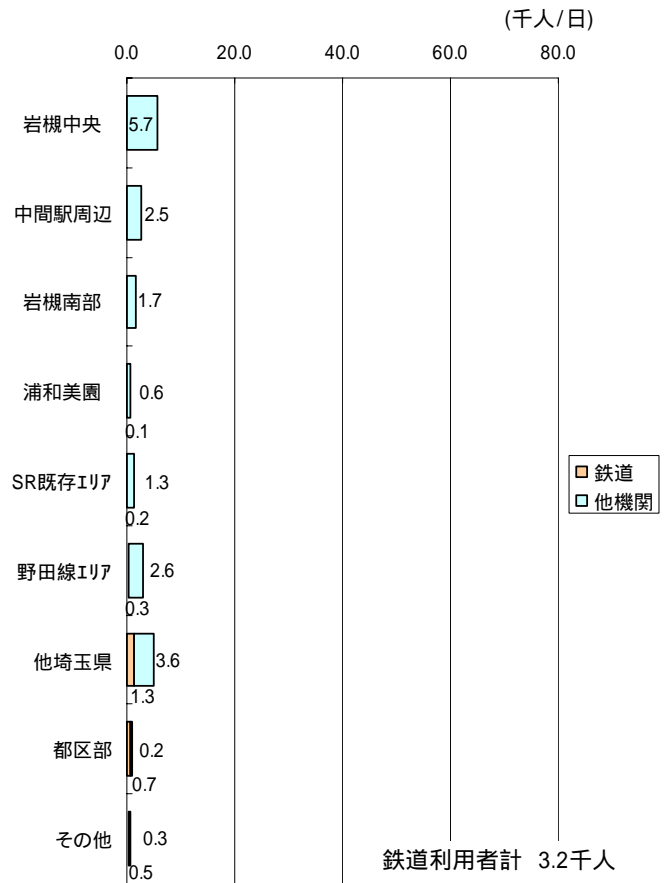 (千人/日)
0.0 20.0 40.0 60.0 80.0
岩槻中央 5.7
中間駅周辺 2.5
岩槻南部 1.7
浦和美園 0.6
0.1
SR既存ｴﾘｱ 1.3
0.2
野田線ｴﾘｱ 2.6
0.3
他埼玉県 3.6
1.3
都区部 0.2
0.7
その他 0.3
0.5
鉄道
他機関
鉄道利用者計 3.2千人